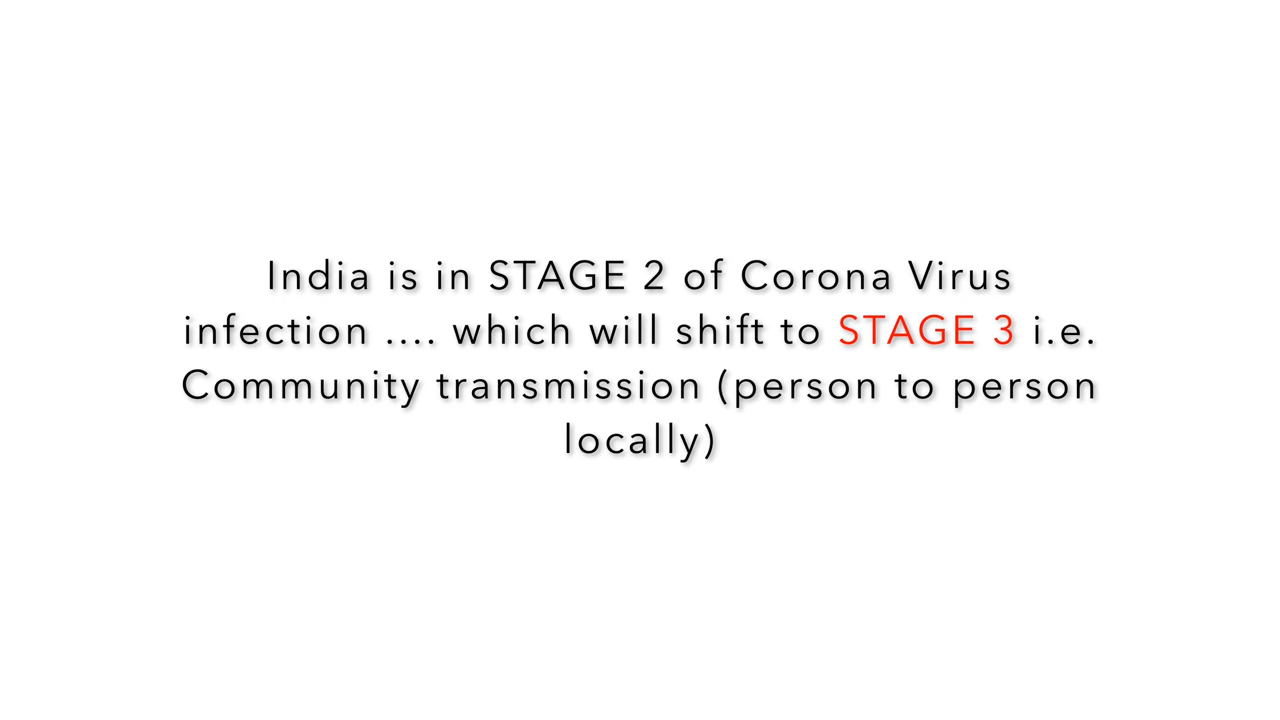 India is in STAGE 2 of Corona Virus
infection .... which will shift to STAGE 3 i.e.
Community transmission (person to person
locally)